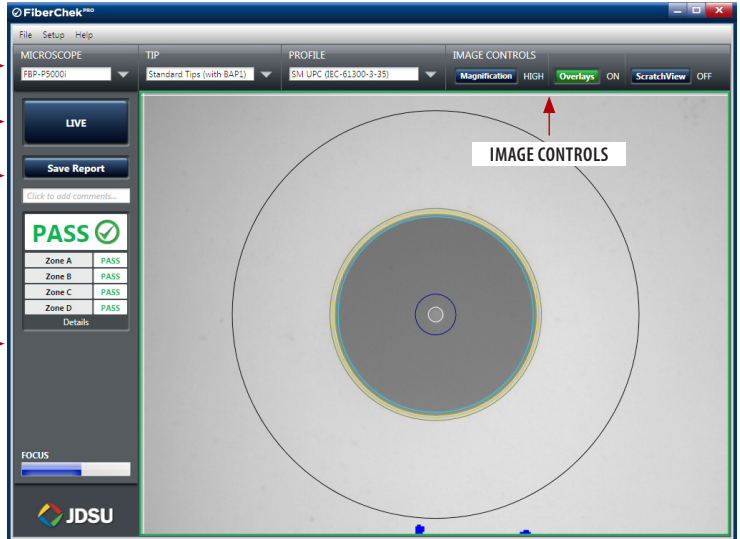 FiberChek PRO
File Setup Help
MICROSCOPE
FBP-P5000i
TIP
Standard Tips (with BAP1)
PROFILE
SM UPC (IEC-61300-3-35)
IMAGE CONTROLS
Magnification HIGH Overlays ON ScratchView OFF
LIVE
IMAGE CONTROLS
Save Report
Click to add comments...
PASS
Zone A PASS
Zone B PASS
Zone C PASS
Zone D PASS
Details
FOCUS
JDSU